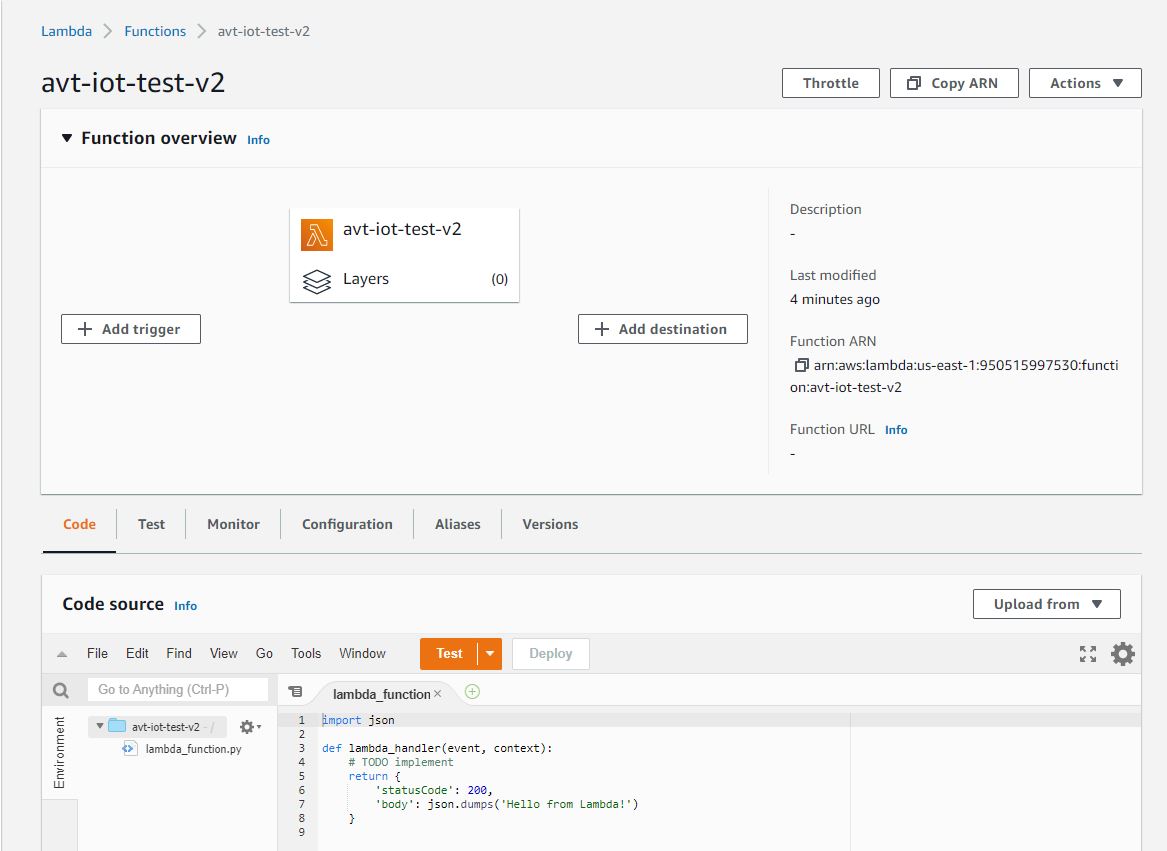 Lambda > Functions > avt-iot-test-v2
avt-iot-test-v2
Throttle Copy ARN Actions
Function overview Info
avt-iot-test-v2
Layers (0)
+ Add trigger
+ Add destination
Description
-
Last modified
4 minutes ago
Function ARN
arn:aws:lambda:us-east-1:950515997530:functi
on:avt-iot-test-v2
Function URL Info
-
Code Test Monitor Configuration Aliases Versions
Code source Info
Upload from
File Edit Find View Go Tools Window Test Deploy
Go to Anything (Ctrl-P)
Environment
avt-iot-test-v2 - /
lambda_function.py
lambda_function ×
1 import json
2
3 def lambda_handler(event, context):
4     # TODO implement
5     return {
6         'statusCode': 200,
7         'body': json.dumps('Hello from Lambda!')
8     }
9